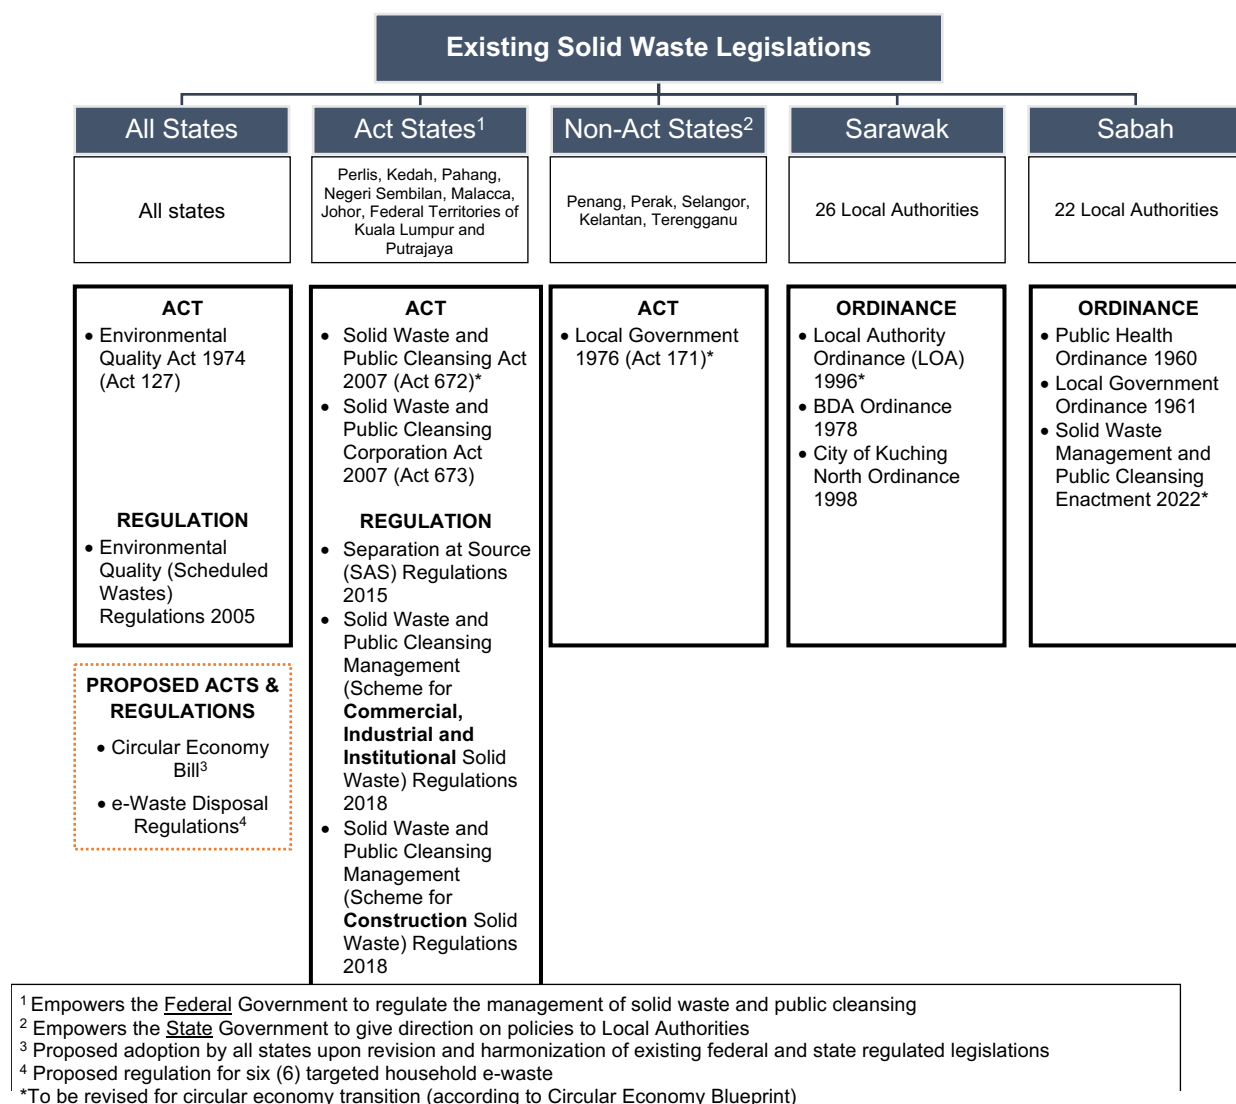 Existing Solid Waste Legislations
All States
Act States¹
Non-Act States²
Sarawak
Sabah
All states
Perlis, Kedah, Pahang,
Negeri Sembilan, Malacca,
Johor, Federal Territories of
Kuala Lumpur and
Putrajaya
Penang, Perak, Selangor,
Kelantan, Terengganu
26 Local Authorities
22 Local Authorities
ACT
• Environmental
Quality Act 1974
(Act 127)
REGULATION
• Environmental
Quality (Scheduled
Wastes)
Regulations 2005
PROPOSED ACTS &
REGULATIONS
• Circular Economy
Bill³
• e-Waste Disposal
Regulations⁴
ACT
• Solid Waste and
Public Cleansing Act
2007 (Act 672)*
• Solid Waste and
Public Cleansing
Corporation Act
2007 (Act 673)
REGULATION
• Separation at Source
(SAS) Regulations
2015
• Solid Waste and
Public Cleansing
Management
(Scheme for
Commercial,
Industrial and
Institutional Solid
Waste) Regulations
2018
• Solid Waste and
Public Cleansing
Management
(Scheme for
Construction Solid
Waste) Regulations
2018
ACT
• Local Government
1976 (Act 171)*
ORDINANCE
• Local Authority
Ordinance (LOA)
1996*
• BDA Ordinance
1978
• City of Kuching
North Ordinance
1998
ORDINANCE
• Public Health
Ordinance 1960
• Local Government
Ordinance 1961
• Solid Waste
Management and
Public Cleansing
Enactment 2022*
¹ Empowers the Federal Government to regulate the management of solid waste and public cleansing
² Empowers the State Government to give direction on policies to Local Authorities
³ Proposed adoption by all states upon revision and harmonization of existing federal and state regulated legislations
⁴ Proposed regulation for six (6) targeted household e-waste
*To be revised for circular economy transition (according to Circular Economy Blueprint)